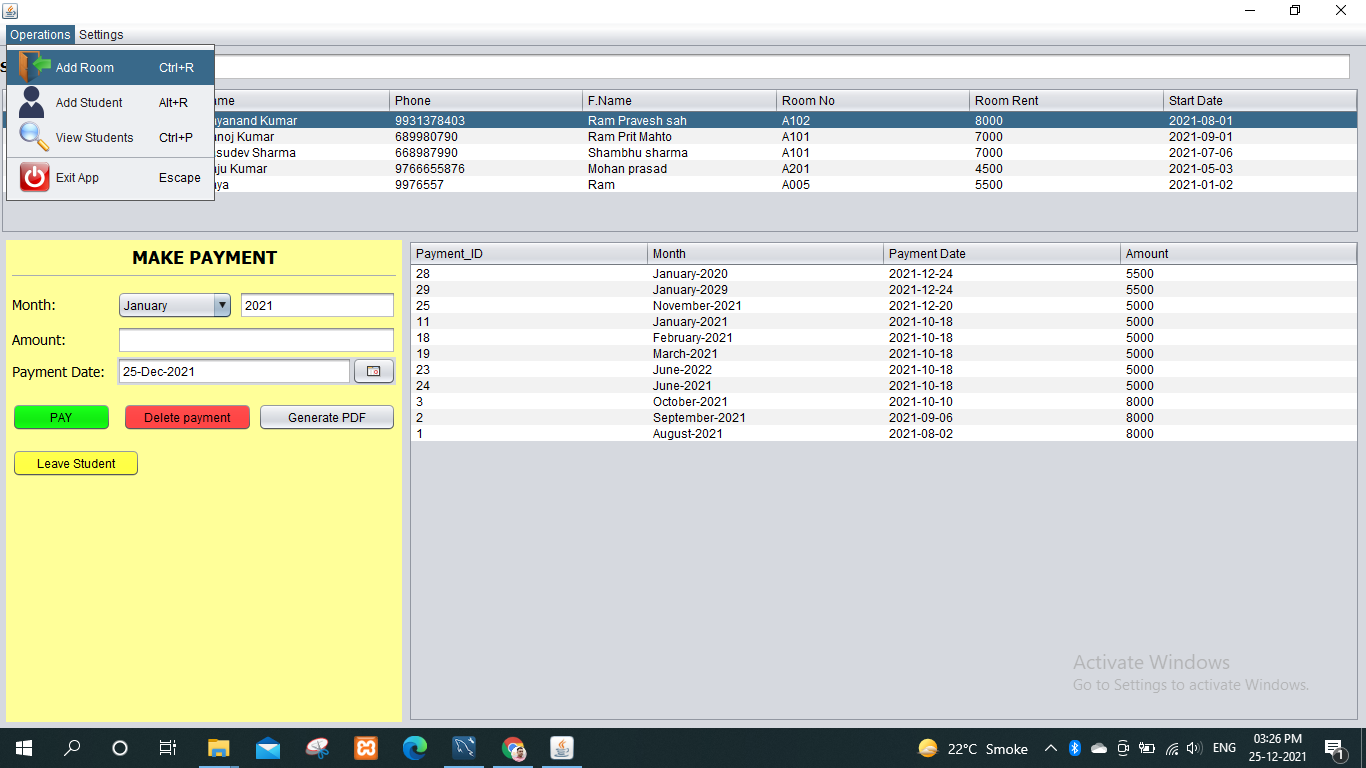 Operations Settings
Add Room Ctrl+R
Add Student Alt+R
View Students Ctrl+P
Exit App Escape
Phone F.Name Room No Room Rent Start Date
Kumar 9931378403 Ram Pravesh sah A102 8000 2021-08-01
Kumar 689980790 Ram Prit Mahto A101 7000 2021-09-01
Sharma 668987990 Shambhu sharma A101 7000 2021-07-06
Kumar 9766655876 Mohan prasad A201 4500 2021-05-03
9976557 Ram A005 5500 2021-01-02
MAKE PAYMENT
Month: January 2021
Amount:
Payment Date: 25-Dec-2021
PAY Delete payment Generate PDF
Leave Student
Payment_ID Month Payment Date Amount
28 January-2020 2021-12-24 5500
29 January-2029 2021-12-24 5500
25 November-2021 2021-12-20 5000
11 January-2021 2021-10-18 5000
18 February-2021 2021-10-18 5000
19 March-2021 2021-10-18 5000
23 June-2022 2021-10-18 5000
24 June-2021 2021-10-18 5000
3 October-2021 2021-10-10 8000
2 September-2021 2021-09-06 8000
1 August-2021 2021-08-02 8000
Activate Windows
Go to Settings to activate Windows.
22°C Smoke ENG 03:26 PM
25-12-2021
1